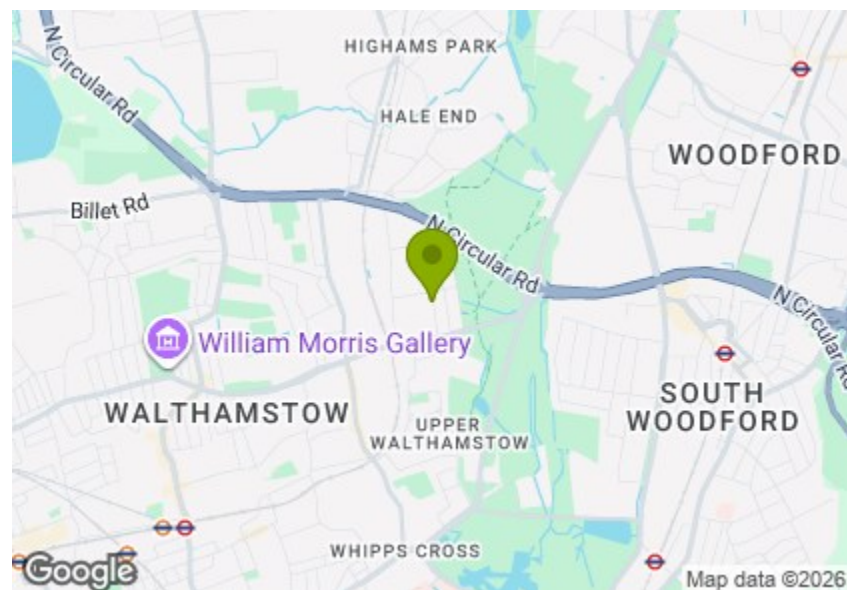 N Circular Rd
HIGHAMS PARK
HALE END
WOODFORD
Billet Rd
N Circular Rd
N Circular Rd
William Morris Gallery
WALTHAMSTOW
SOUTH
WOODFORD
UPPER
WALTHAMSTOW
WHIPPS CROSS
Google
Map data ©2026